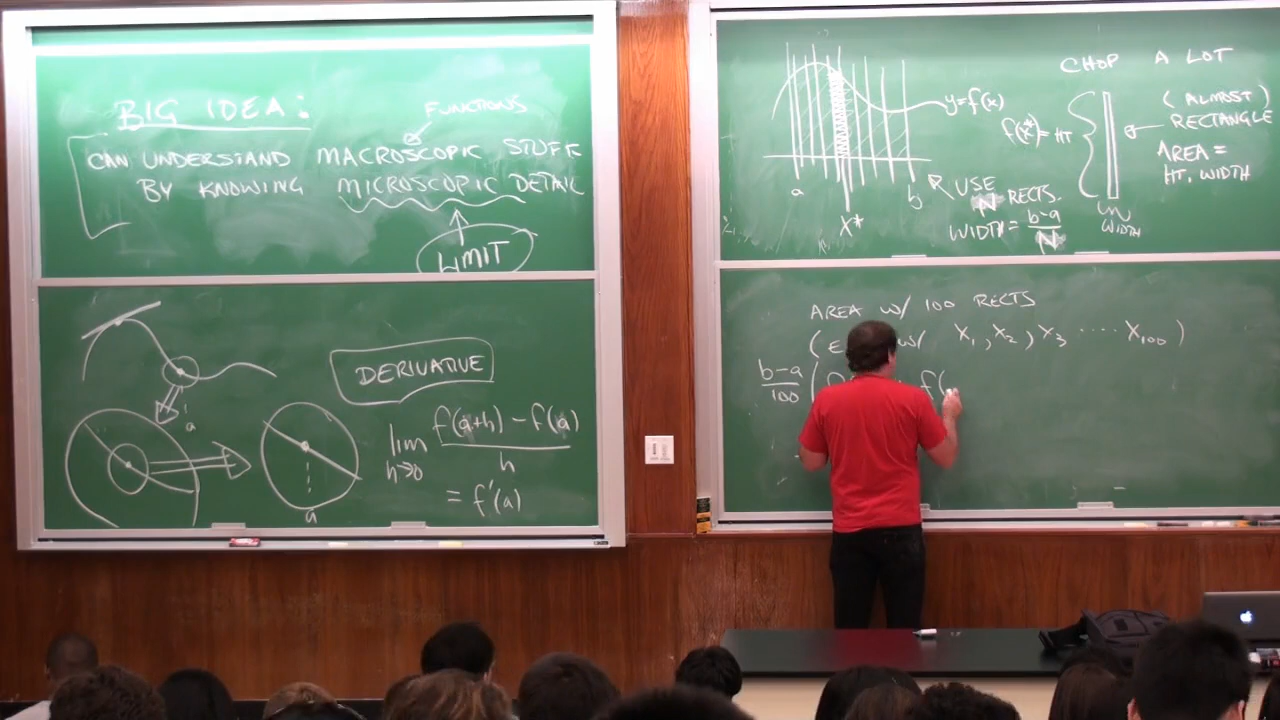 BIG IDEA:
FUNCTIONS
CAN UNDERSTAND MACROSCOPIC STUFF
BY KNOWING MICROSCOPIC DETAIL
LIMIT
a
a
DERIVATIVE
lim h→0 f(a+h) - f(a) / h
= f'(a)
CHOP A LOT
y=f(x)
a
b
x*
USE N RECTS.
WIDTH = b-a / N
f(x*) = HT
(ALMOST)
RECTANGLE
AREA =
HT. WIDTH
WIDTH
AREA W/ 100 RECTS
( W/ x₁, x₂, x₃ ···· x₁₀₀ )
b-a / 100 ( f(